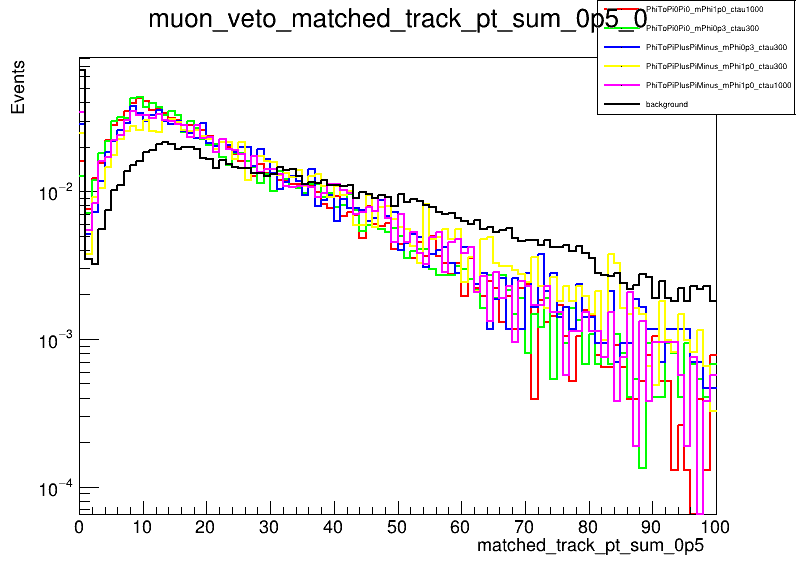 muon_veto_matched_track_pt_sum_0p5_0
PhiToPi0Pi0_mPhi1p0_ctau1000
PhiToPi0Pi0_mPhi0p3_ctau300
PhiToPiPlusPiMinus_mPhi0p3_ctau300
PhiToPiPlusPiMinus_mPhi1p0_ctau300
PhiToPiPlusPiMinus_mPhi1p0_ctau1000
background
Events
10⁻²
10⁻³
10⁻⁴
0 10 20 30 40 50 60 70 80 90 100
matched_track_pt_sum_0p5